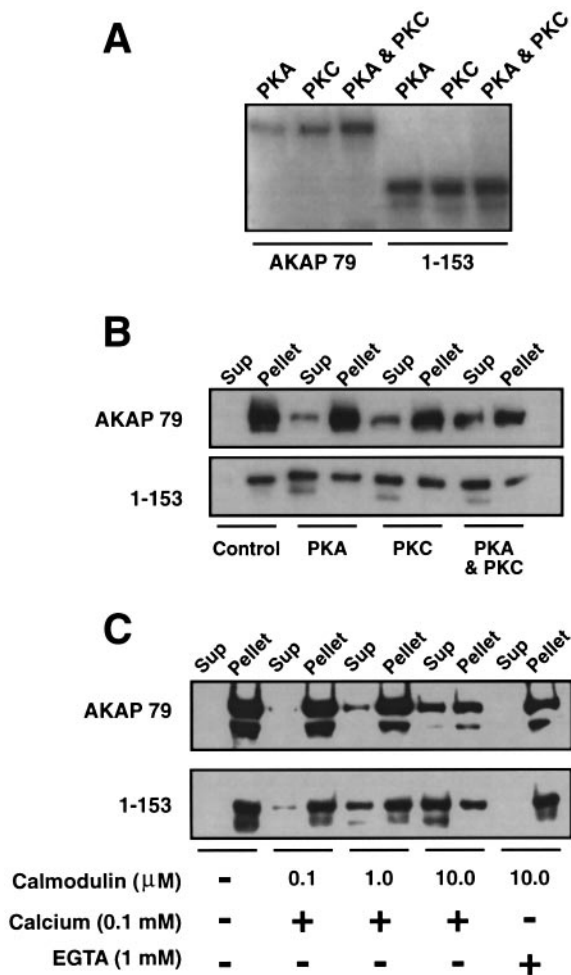 A
PKA PKC PKA & PKC PKA PKC PKA & PKC
AKAP 79 1-153
B
Sup Pellet Sup Pellet Sup Pellet Sup Pellet
AKAP 79
1-153
Control PKA PKC PKA & PKC
C
Sup Pellet Sup Pellet Sup Pellet Sup Pellet Sup Pellet
AKAP 79
1-153
Calmodulin (μM) - 0.1 1.0 10.0 10.0
Calcium (0.1 mM) - + + + -
EGTA (1 mM) - - - - +